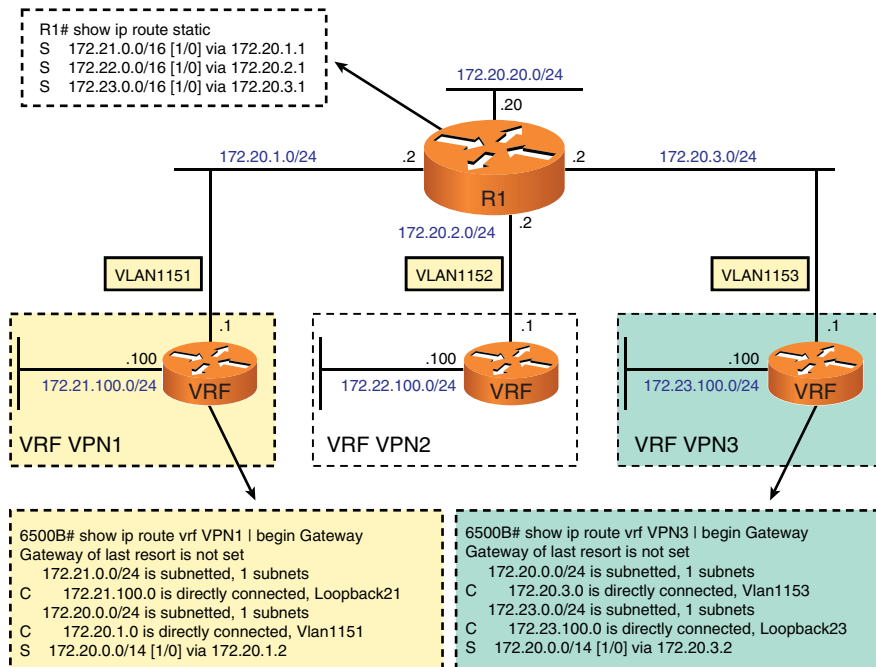 R1# show ip route static
S 172.21.0.0/16 [1/0] via 172.20.1.1
S 172.22.0.0/16 [1/0] via 172.20.2.1
S 172.23.0.0/16 [1/0] via 172.20.3.1
172.20.20.0/24
.20
172.20.1.0/24
.2
.2
172.20.3.0/24
R1
.2
172.20.2.0/24
VLAN1151
VLAN1152
VLAN1153
.1
.1
.1
.100
.100
.100
172.21.100.0/24
172.22.100.0/24
172.23.100.0/24
VRF
VRF
VRF
VRF VPN1
VRF VPN2
VRF VPN3
6500B# show ip route vrf VPN1 | begin Gateway
Gateway of last resort is not set
172.21.0.0/24 is subnetted, 1 subnets
C 172.21.100.0 is directly connected, Loopback21
172.20.0.0/24 is subnetted, 1 subnets
C 172.20.1.0 is directly connected, Vlan1151
S 172.20.0.0/14 [1/0] via 172.20.1.2
6500B# show ip route vrf VPN3 | begin Gateway
Gateway of last resort is not set
172.20.0.0/24 is subnetted, 1 subnets
C 172.20.3.0 is directly connected, Vlan1153
172.23.0.0/24 is subnetted, 1 subnets
C 172.23.100.0 is directly connected, Loopback23
S 172.20.0.0/14 [1/0] via 172.20.3.2